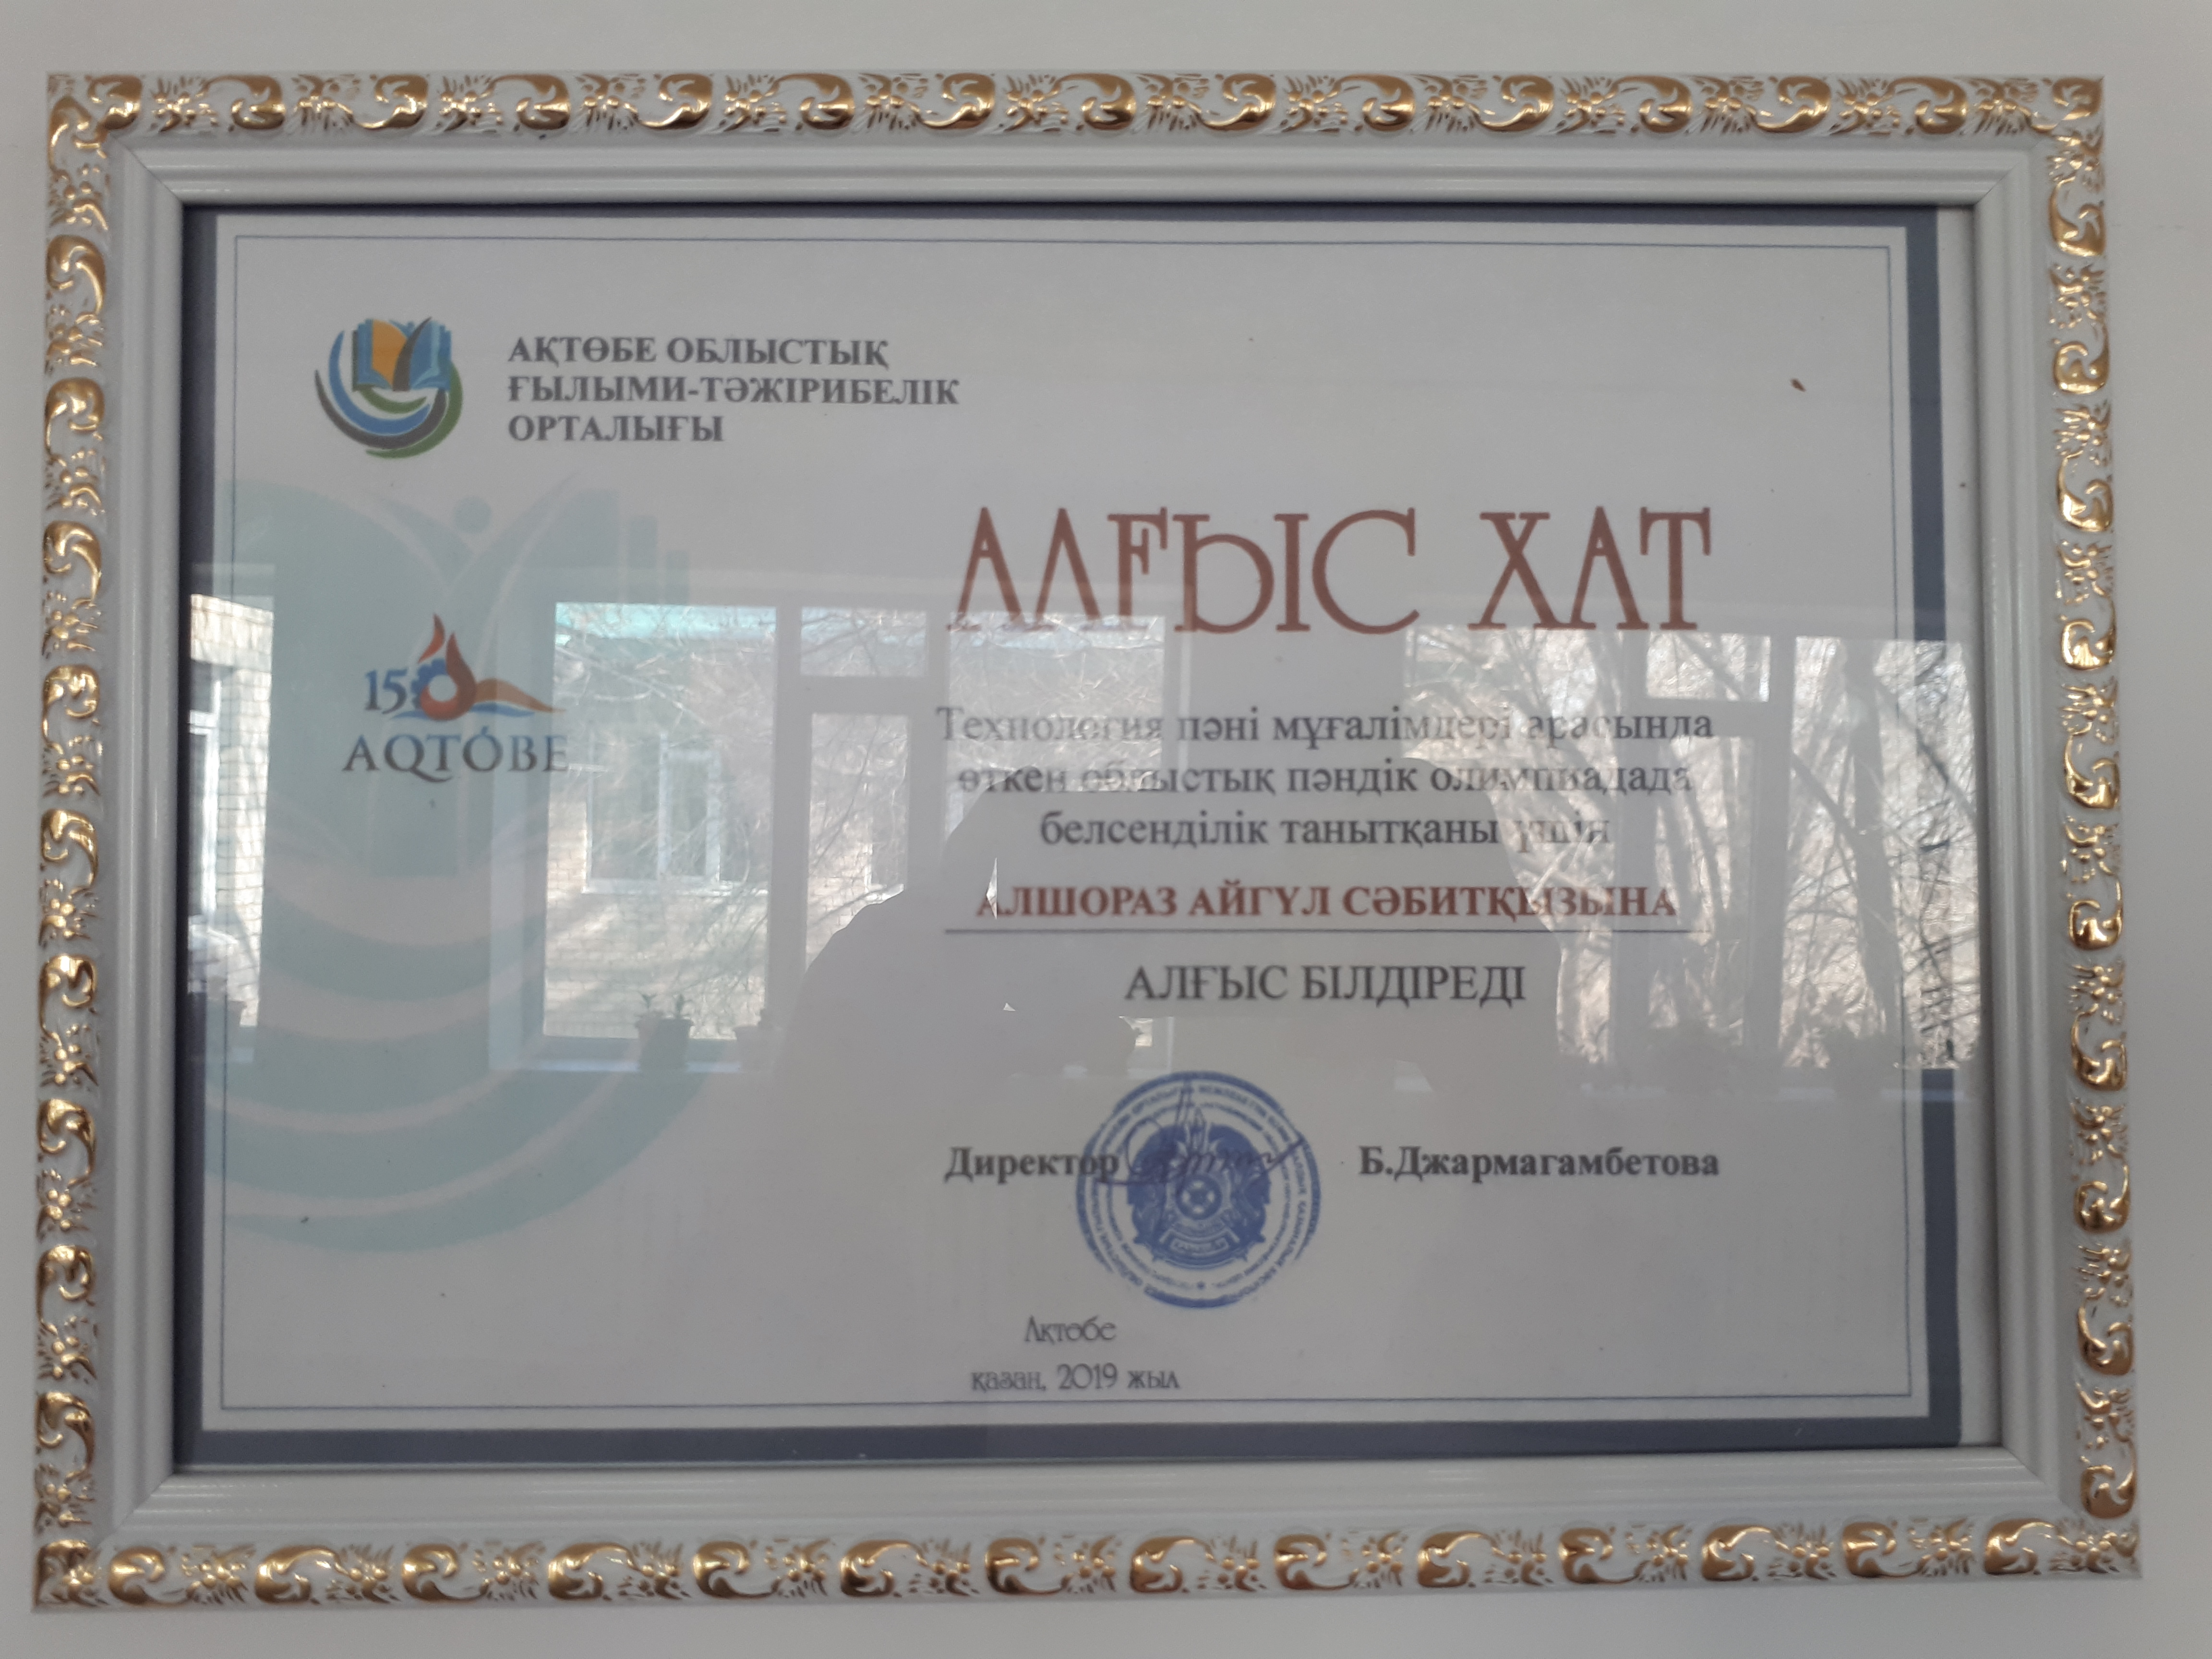 АҚТӨБЕ ОБЛЫСТЫҚ
ҒЫЛЫМИ-ТӘЖІРИБЕЛІК
ОРТАЛЫҒЫ
АЛҒЫС ХАТ
150
AQTÓBE
Технология пәні мұғалімдері арасында
өткен облыстық пәндік олимпиадада
белсенділік танытқаны үшін
АЛШОРАЗ АЙГҮЛ СӘБИТҚЫЗЫНА
АЛҒЫС БІЛДІРЕДІ
Директор Б.Джармагамбетова
Ақтөбе
қазан, 2019 жыл